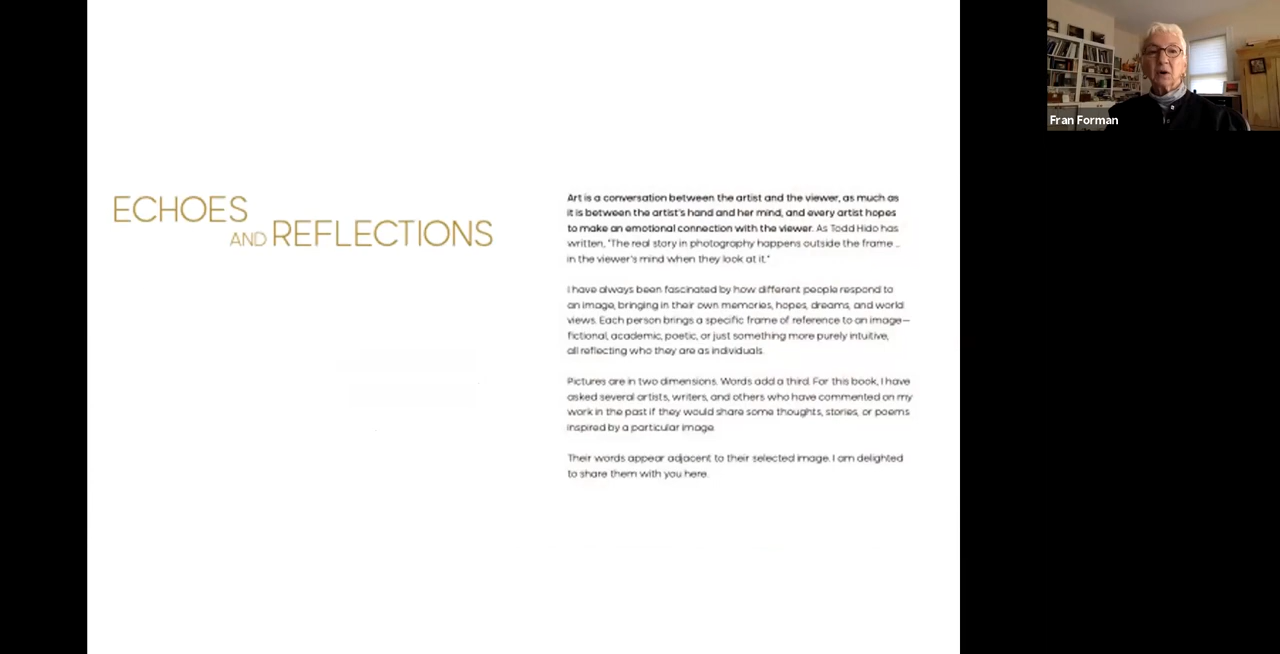 ECHOES
AND REFLECTIONS
Art is a conversation between the artist and the viewer, as much as
it is between the artist's hand and her mind, and every artist hopes
to make an emotional connection with the viewer. As Todd Hido has
written, "The real story in photography happens outside the frame ...
in the viewer's mind when they look at it."
I have always been fascinated by how different people respond to
an image, bringing in their own memories, hopes, dreams, and world
views. Each person brings a specific frame of reference to an image—
fictional, academic, poetic, or just something more purely intuitive,
all reflecting who they are as individuals.
Pictures are in two dimensions. Words add a third. For this book, I have
asked several artists, writers, and others who have commented on my
work in the past if they would share some thoughts, stories, or poems
inspired by a particular image.
Their words appear adjacent to their selected image. I am delighted
to share them with you here.
Fran Forman